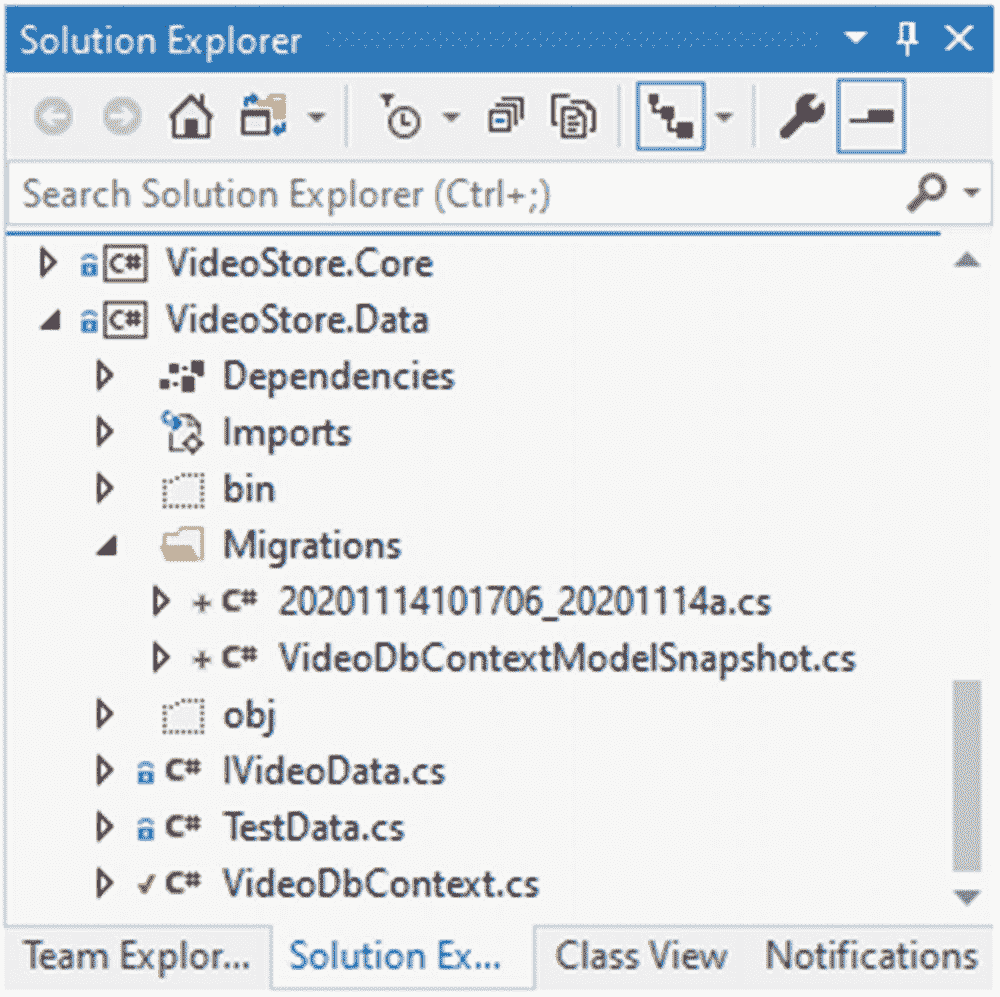 Solution Explorer
Search Solution Explorer (Ctrl+;)
C# VideoStore.Core
C# VideoStore.Data
Dependencies
Imports
bin
Migrations
+ C# 20201114101706_20201114a.cs
+ C# VideoDbContextModelSnapshot.cs
obj
C# IVideoData.cs
C# TestData.cs
C# VideoDbContext.cs
Team Explor... Solution Ex... Class View Notifications